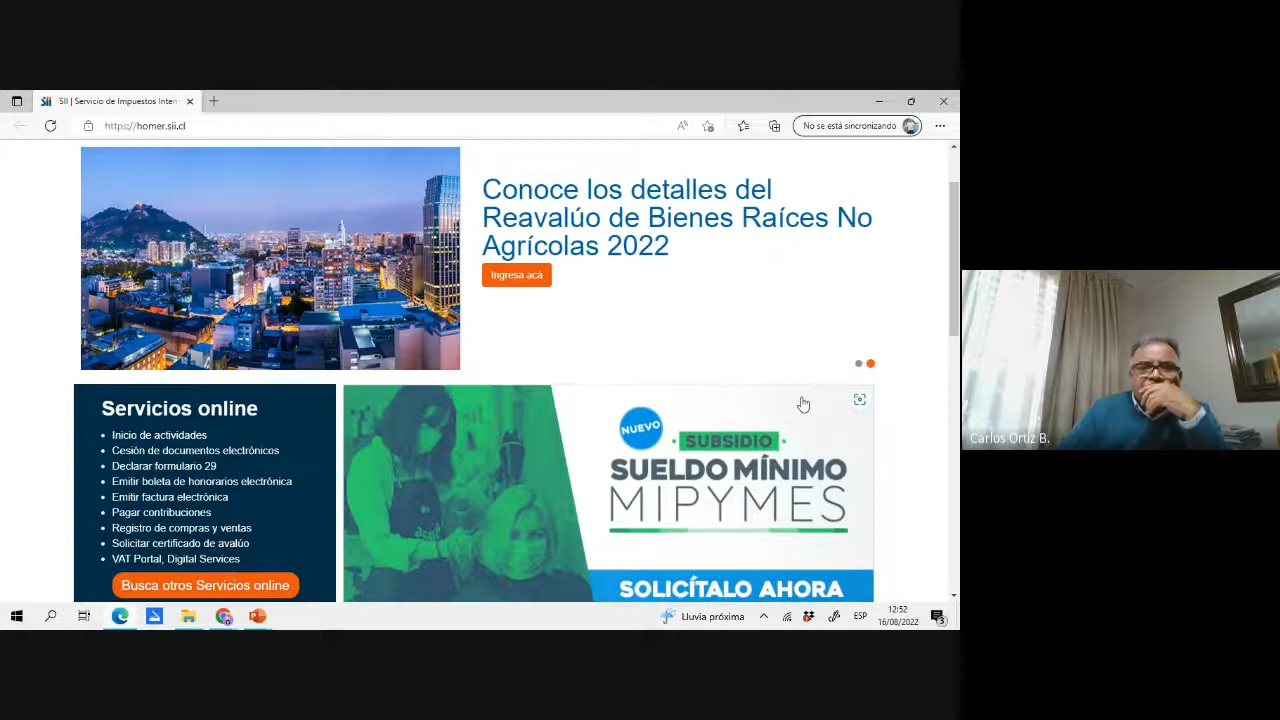 SII | Servicio de Impuestos Intern
https://homer.sii.cl
No se está sincronizando
Conoce los detalles del
Reavalúo de Bienes Raíces No
Agrícolas 2022
Ingresa acá
Servicios online
Inicio de actividades
Cesión de documentos electrónicos
Declarar formulario 29
Emitir boleta de honorarios electrónica
Emitir factura electrónica
Pagar contribuciones
Registro de compras y ventas
Solicitar certificado de avalúo
VAT Portal, Digital Services
Busca otros Servicios online
NUEVO
SUBSIDIO
SUELDO MÍNIMO
MIPYMES
SOLICÍTALO AHORA
Carlos Ortiz B.
Lluvia próxima
ESP
12:52
16/08/2022
3